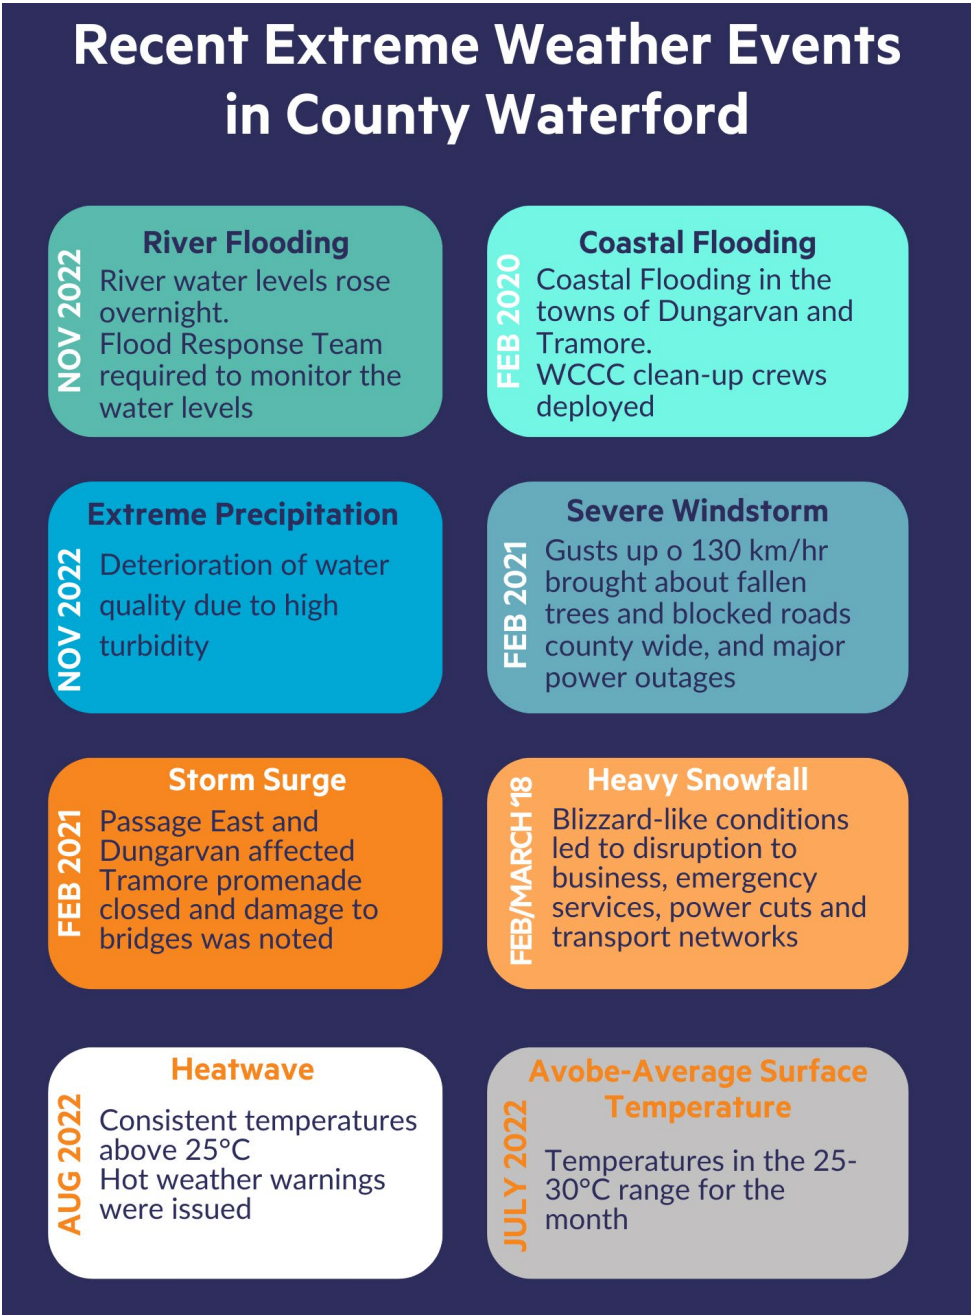 Recent Extreme Weather Events
in County Waterford
NOV 2022
River Flooding
River water levels rose
overnight.
Flood Response Team
required to monitor the
water levels
FEB 2020
Coastal Flooding
Coastal Flooding in the
towns of Dungarvan and
Tramore.
WCCC clean-up crews
deployed
NOV 2022
Extreme Precipitation
Deterioration of water
quality due to high
turbidity
FEB 2021
Severe Windstorm
Gusts up o 130 km/hr
brought about fallen
trees and blocked roads
county wide, and major
power outages
FEB 2021
Storm Surge
Passage East and
Dungarvan affected
Tramore promenade
closed and damage to
bridges was noted
FEB/MARCH '18
Heavy Snowfall
Blizzard-like conditions
led to disruption to
business, emergency
services, power cuts and
transport networks
AUG 2022
Heatwave
Consistent temperatures
above 25°C
Hot weather warnings
were issued
JULY 2022
Avobe-Average Surface
Temperature
Temperatures in the 25-
30°C range for the
month